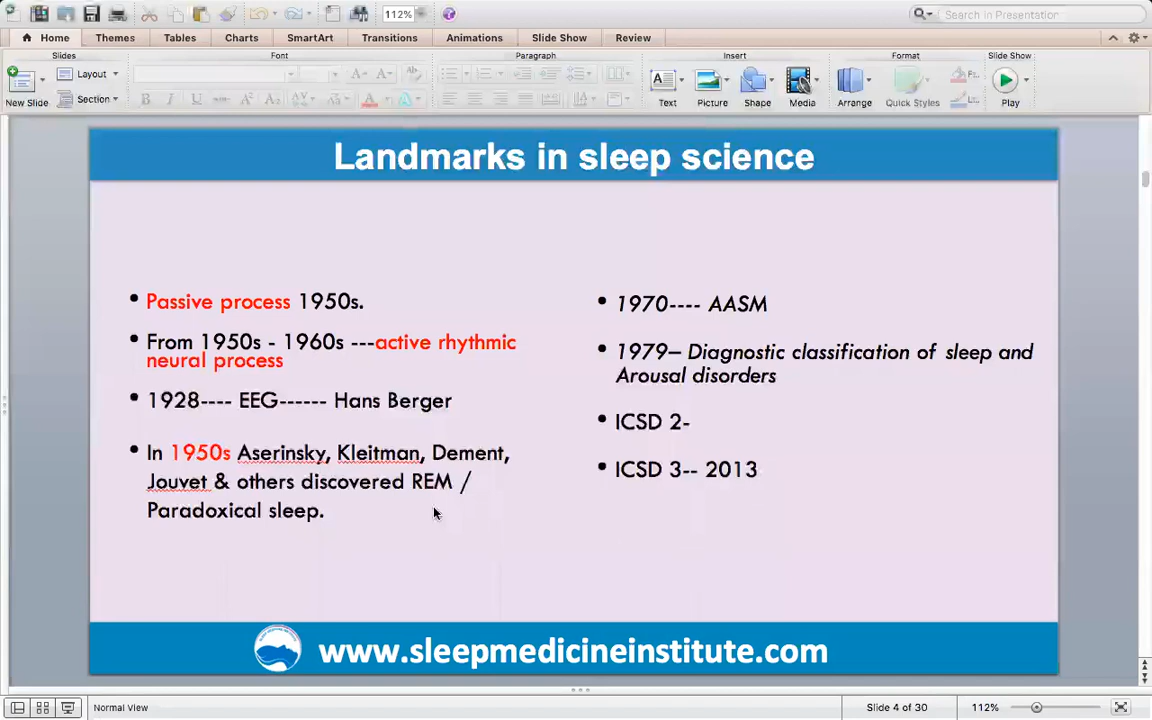 112%
Search in Presentation
Home
Themes
Tables
Charts
SmartArt
Transitions
Animations
Slide Show
Review
Slides
Font
Paragraph
Insert
Format
Slide Show
New Slide
Layout
Section
Text
Picture
Shape
Media
Arrange
Quick Styles
Play
Landmarks in sleep science
• Passive process 1950s.
• From 1950s - 1960s ---active rhythmic
neural process
• 1928---- EEG------ Hans Berger
• In 1950s Aserinsky, Kleitman, Dement,
Jouvet & others discovered REM /
Paradoxical sleep.
• 1970---- AASM
• 1979– Diagnostic classification of sleep and
Arousal disorders
• ICSD 2-
• ICSD 3-- 2013
www.sleepmedicineinstitute.com
Normal View
Slide 4 of 30
112%